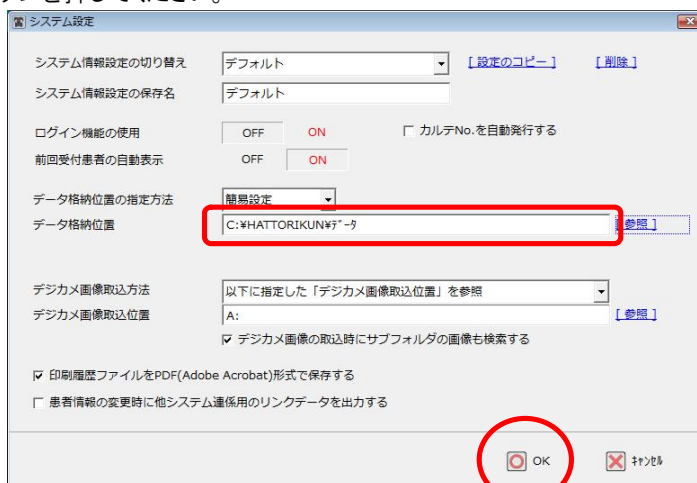 ンを押してください。
システム設定
システム情報設定の切り替え デフォルト [ 設定のコピー ] [ 削除 ]
システム情報設定の保存名 デフォルト
ログイン機能の使用 OFF ON カルテNo.を自動発行する
前回受付患者の自動表示 OFF ON
データ格納位置の指定方法 簡易設定
データ格納位置 C:¥HATTORIKUN¥ﾃﾞｰﾀ [ 参照 ]
デジカメ画像取込方法 以下に指定した「デジカメ画像取込位置」を参照
デジカメ画像取込位置 A: [ 参照 ]
デジカメ画像の取込時にサブフォルダの画像も検索する
印刷履歴ファイルをPDF(Adobe Acrobat)形式で保存する
患者情報の変更時に他システム連係用のリンクデータを出力する
OK ｷｬﾝｾﾙ